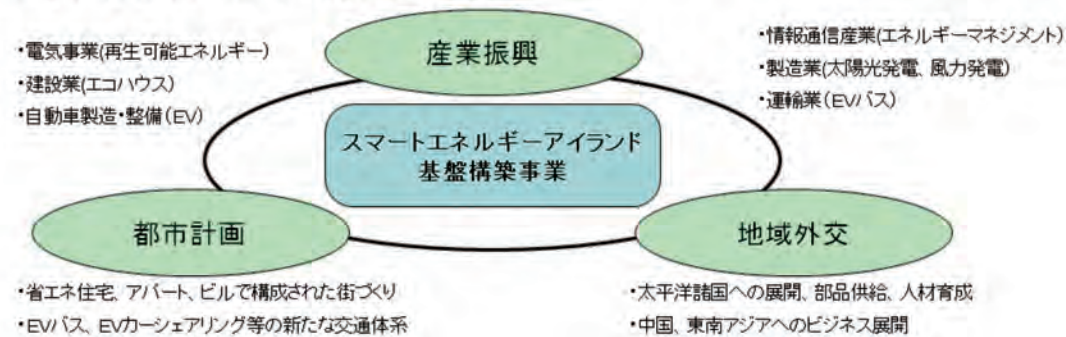 産業振興
・電気事業(再生可能エネルギー)
・建設業(エコハウス)
・自動車製造・整備(EV)
・情報通信産業(エネルギーマネジメント)
・製造業(太陽光発電、風力発電)
・運輸業(EVバス)
スマートエネルギーアイランド
基盤構築事業
都市計画
・省エネ住宅、アパート、ビルで構成された街づくり
・EVバス、EVカーシェアリング等の新たな交通体系
地域外交
・太平洋諸国への展開、部品供給、人材育成
・中国、東南アジアへのビジネス展開